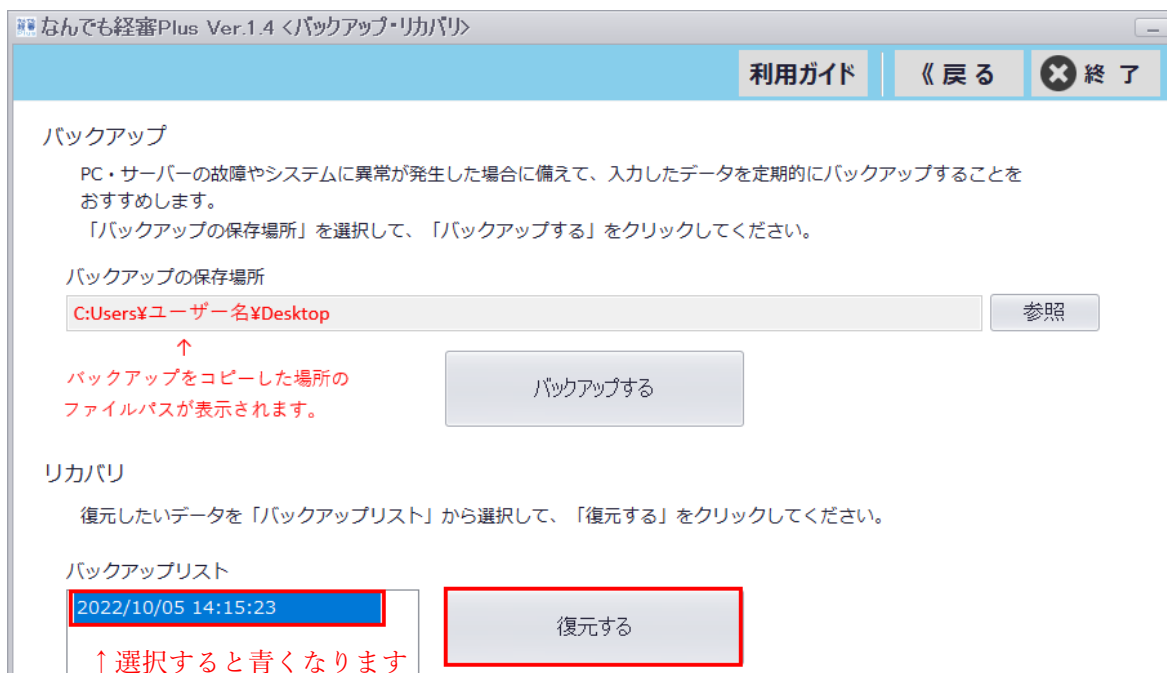 なんでも経審Plus Ver.1.4 <バックアップ・リカバリ>
利用ガイド 《 戻 る 終 了
バックアップ
PC・サーバーの故障やシステムに異常が発生した場合に備えて、入力したデータを定期的にバックアップすることを
おすすめします。
「バックアップの保存場所」を選択して、「バックアップする」をクリックしてください。
バックアップの保存場所
C:Users¥ユーザー名¥Desktop 参照
↑
バックアップをコピーした場所の
ファイルパスが表示されます。
バックアップする
リカバリ
復元したいデータを「バックアップリスト」から選択して、「復元する」をクリックしてください。
バックアップリスト
2022/10/05 14:15:23
復元する
↑選択すると青くなります